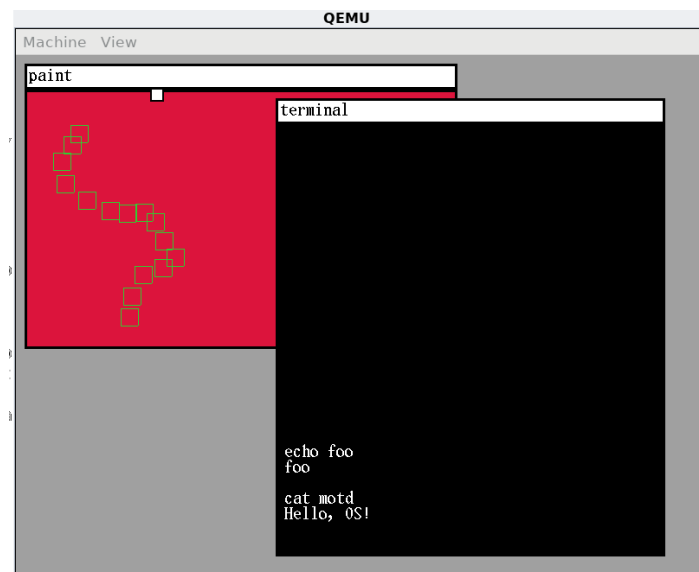 QEMU
Machine View
paint
terminal
echo foo
foo
cat motd
Hello, OS!